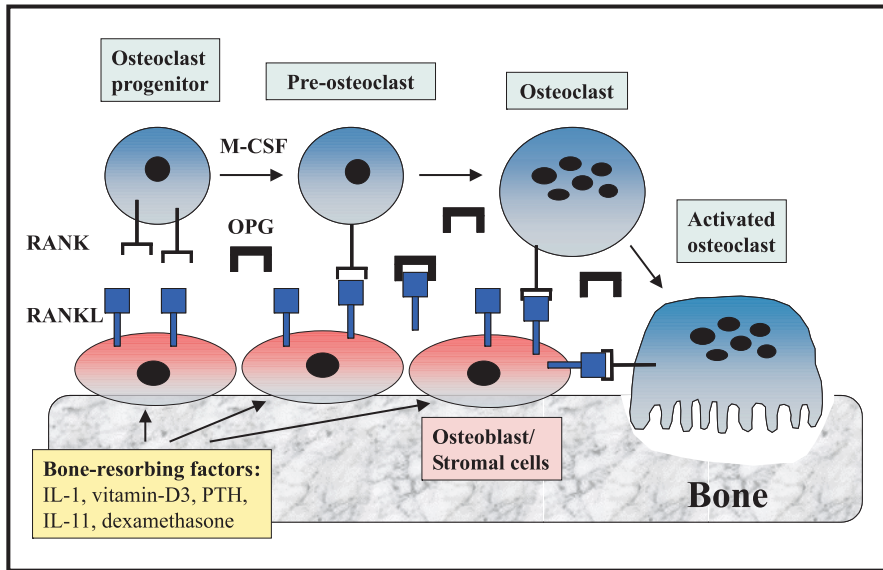 Osteoclast
progenitor
Pre-osteoclast
Osteoclast
M-CSF
OPG
RANK
Activated
osteoclast
RANKL
Osteoblast/
Stromal cells
Bone-resorbing factors:
IL-1, vitamin-D3, PTH,
IL-11, dexamethasone
Bone